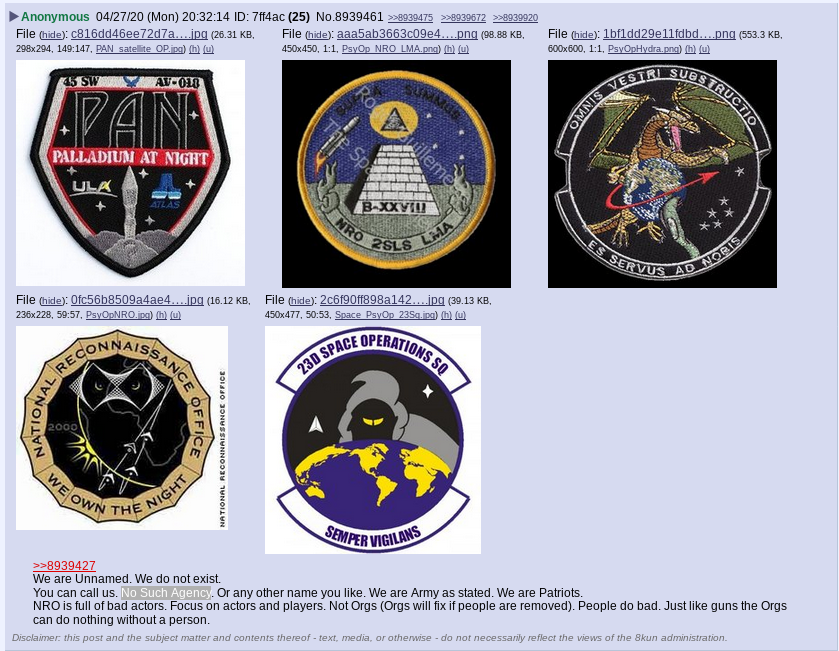 Anonymous 04/27/20 (Mon) 20:32:14 ID: 7ff4ac (25) No.8939461 >>8939475 >>8939672 >>8939920
File (hide): c816dd46ee72d7a….jpg (26.31 KB, 298x294, 149:147, PAN_satellite_OP.jpg) (h) (u)
File (hide): aaa5ab3663c09e4….png (98.88 KB, 450x450, 1:1, PsyOp_NRO_LMA.png) (h) (u)
File (hide): 1bf1dd29e11fdbd….png (553.3 KB, 600x600, 1:1, PsyOpHydra.png) (h) (u)
45 SW AV-018
PAN
PALLADIUM AT NIGHT
ULA
ATLAS
SUPRA SUMMUS
B-XXVIII
NRO 2SLS LMA
OMNIS VESTRI SUBSTRUCTIO
ES SERVUS AD NOBIS
File (hide): 0fc56b8509a4ae4….jpg (16.12 KB, 236x228, 59:57, PsyOpNRO.jpg) (h) (u)
File (hide): 2c6f90ff898a142….jpg (39.13 KB, 450x477, 50:53, Space_PsyOp_23Sq.jpg) (h) (u)
NATIONAL RECONNAISSANCE OFFICE
2000
WE OWN THE NIGHT
NATIONAL RECONNAISSANCE OFFICE
23D SPACE OPERATIONS SQ
SEMPER VIGILANS
>>8939427
We are Unnamed. We do not exist.
You can call us. No Such Agency. Or any other name you like. We are Army as stated. We are Patriots.
NRO is full of bad actors. Focus on actors and players. Not Orgs (Orgs will fix if people are removed). People do bad. Just like guns the Orgs
can do nothing without a person.
Disclaimer: this post and the subject matter and contents thereof - text, media, or otherwise - do not necessarily reflect the views of the 8kun administration.